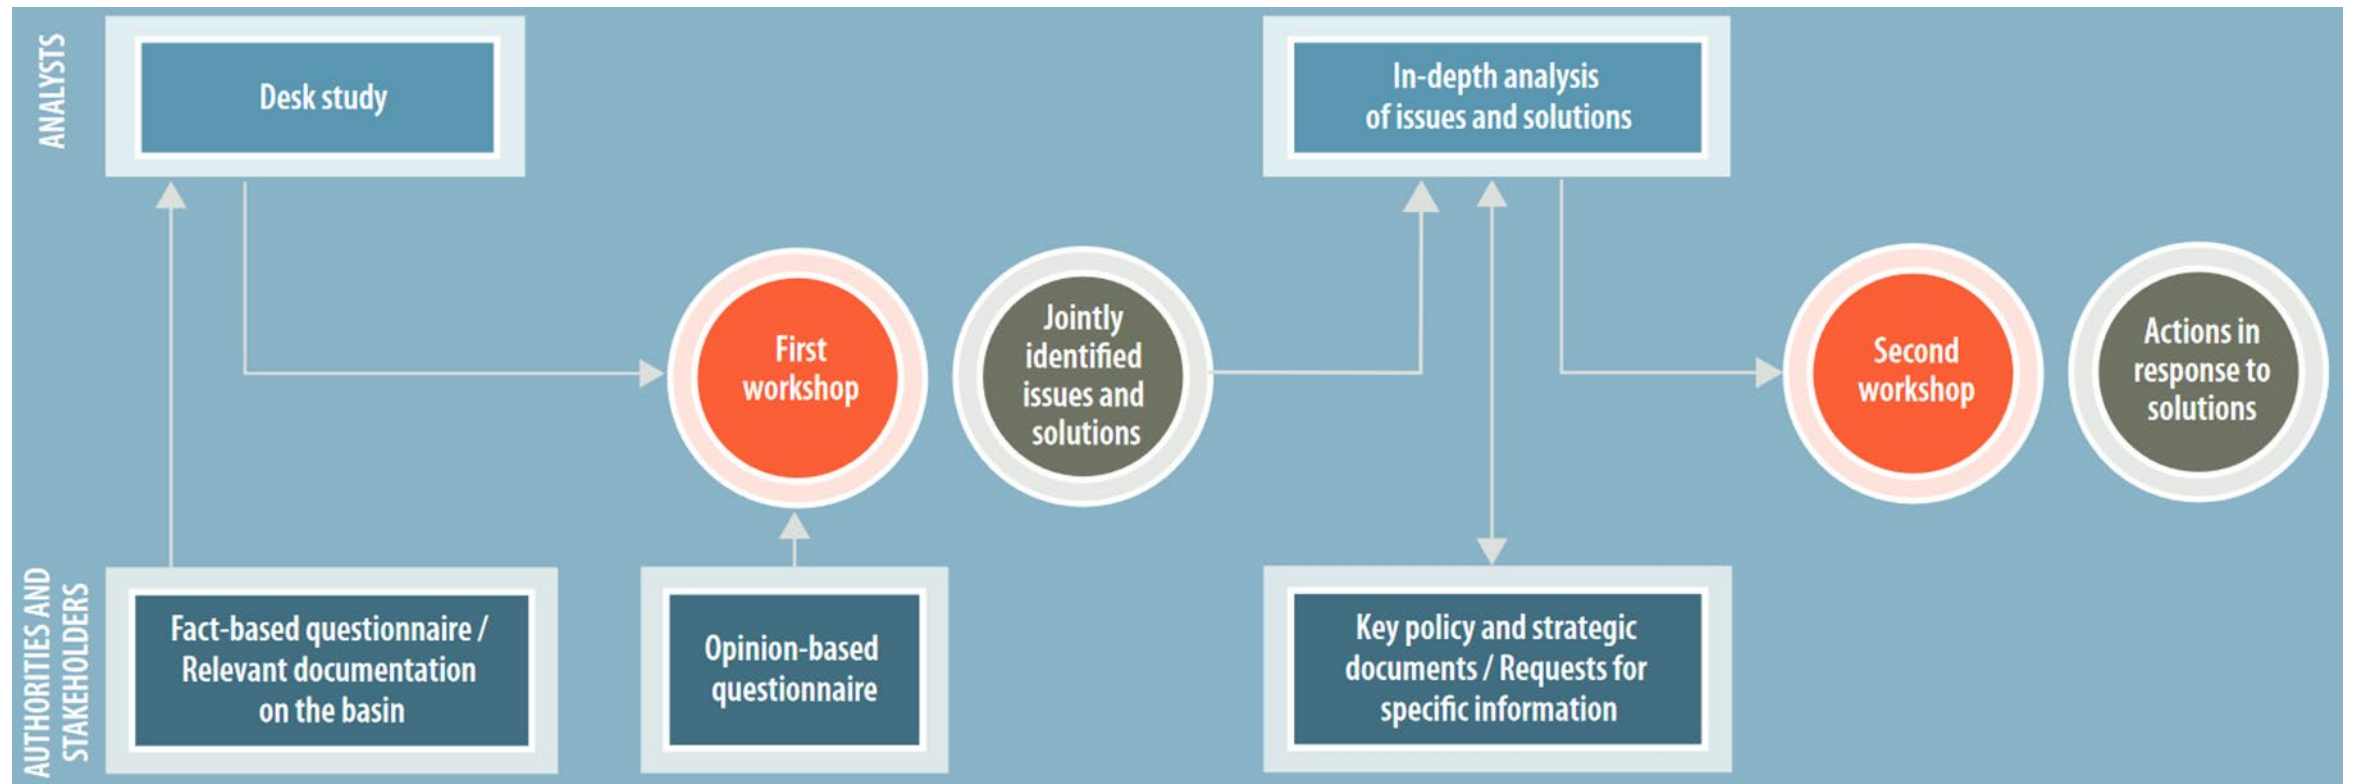 ANALYSTS
Desk study
In-depth analysis
of issues and solutions
First
workshop
Jointly
identified
issues and
solutions
Second
workshop
Actions in
response to
solutions
AUTHORITIES AND
STAKEHOLDERS
Fact-based questionnaire /
Relevant documentation
on the basin
Opinion-based
questionnaire
Key policy and strategic
documents / Requests for
specific information